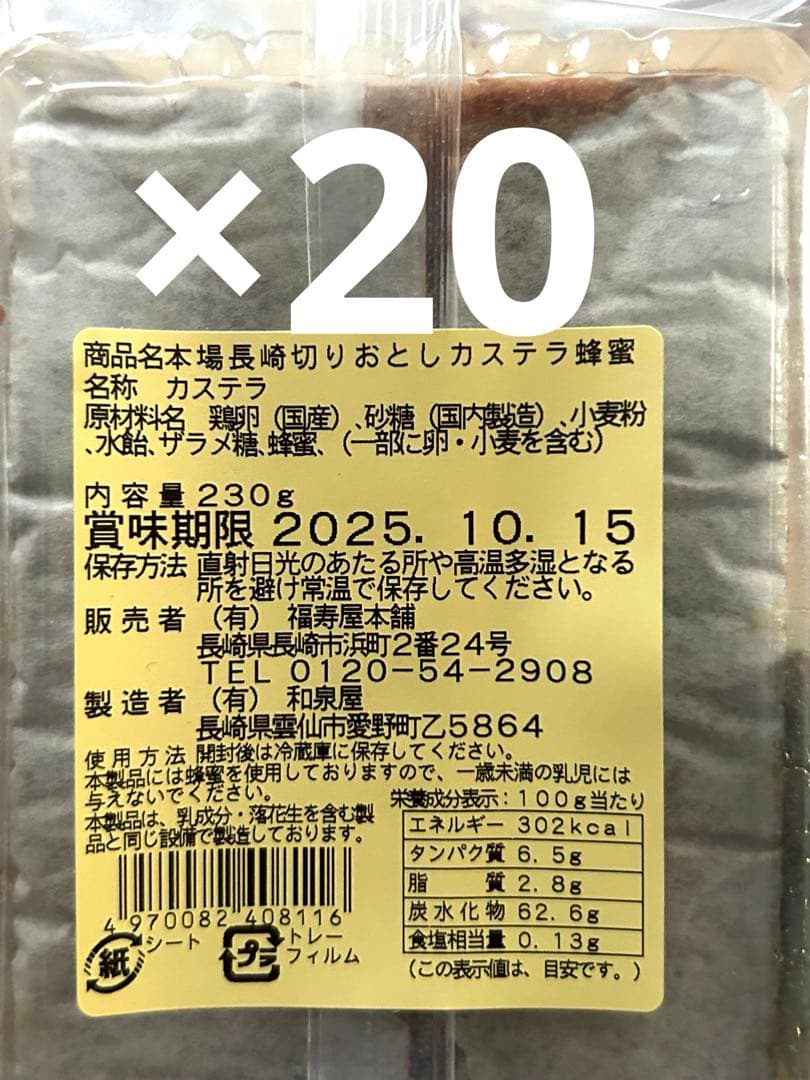 ×20
商品名本場長崎切りおとしカステラ蜂蜜
名称 カステラ
原材料名 鶏卵（国産）、砂糖（国内製造）、小麦粉
、水飴、ザラメ糖、蜂蜜、（一部に卵・小麦を含む）
内容量 230g
賞味期限 2025. 10. 15
保存方法 直射日光のあたる所や高温多湿となる
所を避け常温で保存してください。
販売者 （有） 福寿屋本舗
長崎県長崎市浜町2番24号
TEL 0120-54-2908
製造者 （有） 和泉屋
長崎県雲仙市愛野町乙5864
使用方法 開封後は冷蔵庫に保存してください。
本製品には蜂蜜を使用しておりますので、一歳未満の乳児には
与えないでください。
本製品は、乳成分・落花生を含む製
品と同じ設備で製造しております。
栄養成分表示：100g当たり
エネルギー 302kcal
タンパク質 6.5g
脂質 2.8g
炭水化物 62.6g
食塩相当量 0.13g
（この表示値は、目安です。）
4 970082 408116
紙 シート
プラ トレー
フィルム